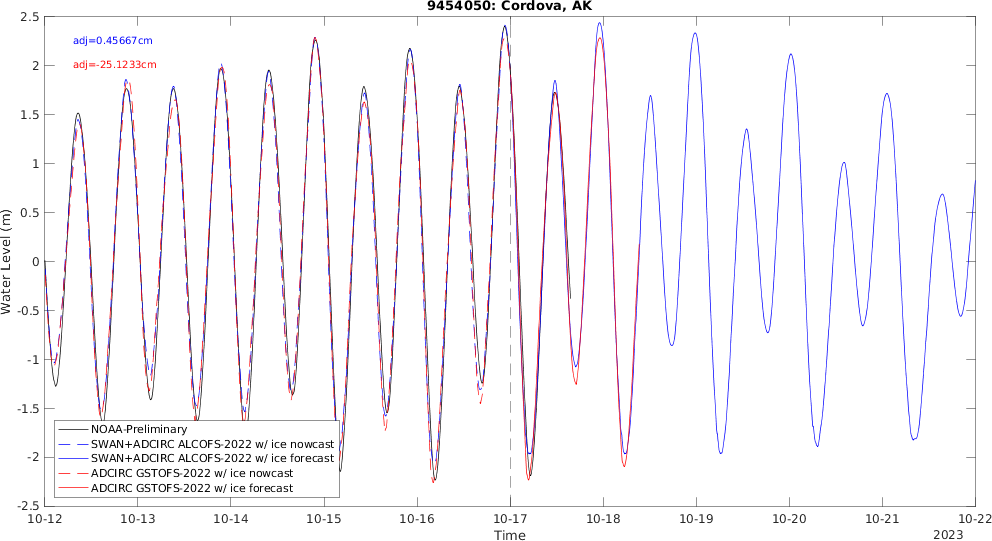 9454050: Cordova, AK
2.5
adj=0.45667cm
2
adj=-25.1233cm
1.5
1
0.5
0
-0.5
-1
-1.5
-2
-2.5
Water Level (m)
NOAA-Preliminary
SWAN+ADCIRC ALCOFS-2022 w/ ice nowcast
SWAN+ADCIRC ALCOFS-2022 w/ ice forecast
ADCIRC GSTOFS-2022 w/ ice nowcast
ADCIRC GSTOFS-2022 w/ ice forecast
10-12 10-13 10-14 10-15 10-16 10-17 10-18 10-19 10-20 10-21 10-22
Time
2023